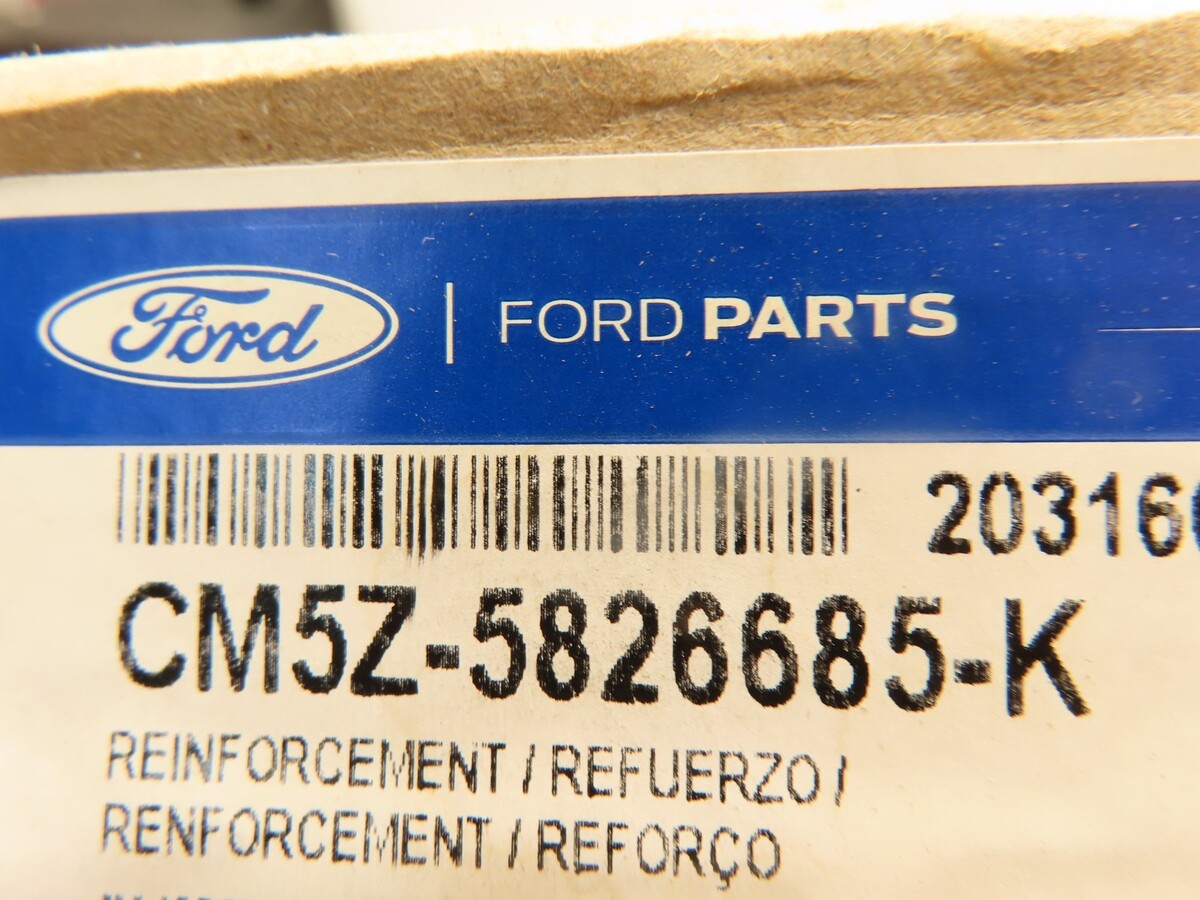 Ford | FORD PARTS
20316
CM5Z-5826685-K
REINFORCEMENT / REFUERZO /
RENFORCEMENT / REFORÇO